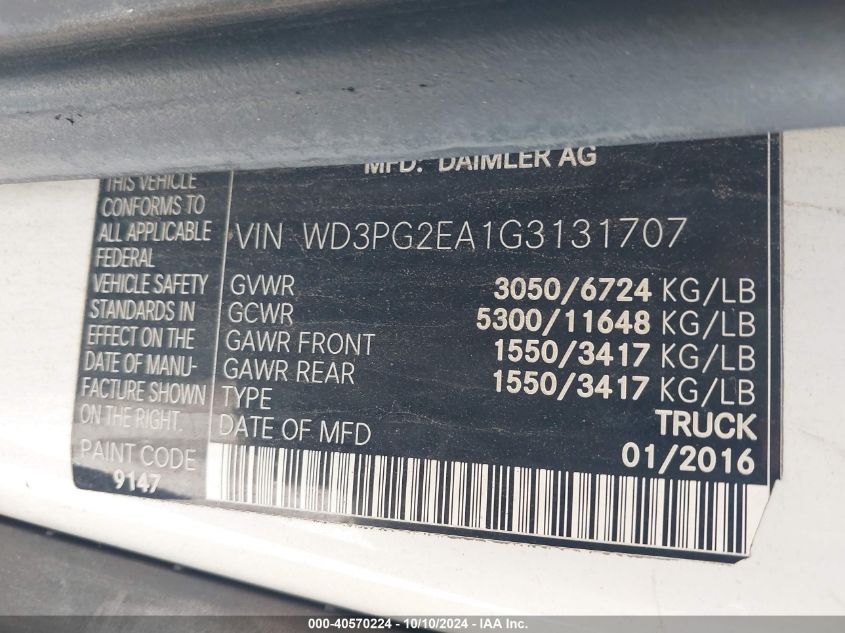 MFD. DAIMLER AG
THIS VEHICLE
CONFORMS TO
ALL APPLICABLE
FEDERAL
VEHICLE SAFETY
STANDARDS IN
EFFECT ON THE
DATE OF MANU-
FACTURE SHOWN
ON THE RIGHT.
PAINT CODE
9147
VIN WD3PG2EA1G3131707
GVWR 3050/6724 KG/LB
GCWR 5300/11648 KG/LB
GAWR FRONT 1550/3417 KG/LB
GAWR REAR 1550/3417 KG/LB
TYPE TRUCK
DATE OF MFD 01/2016
000-40570224 - 10/10/2024 - IAA Inc.